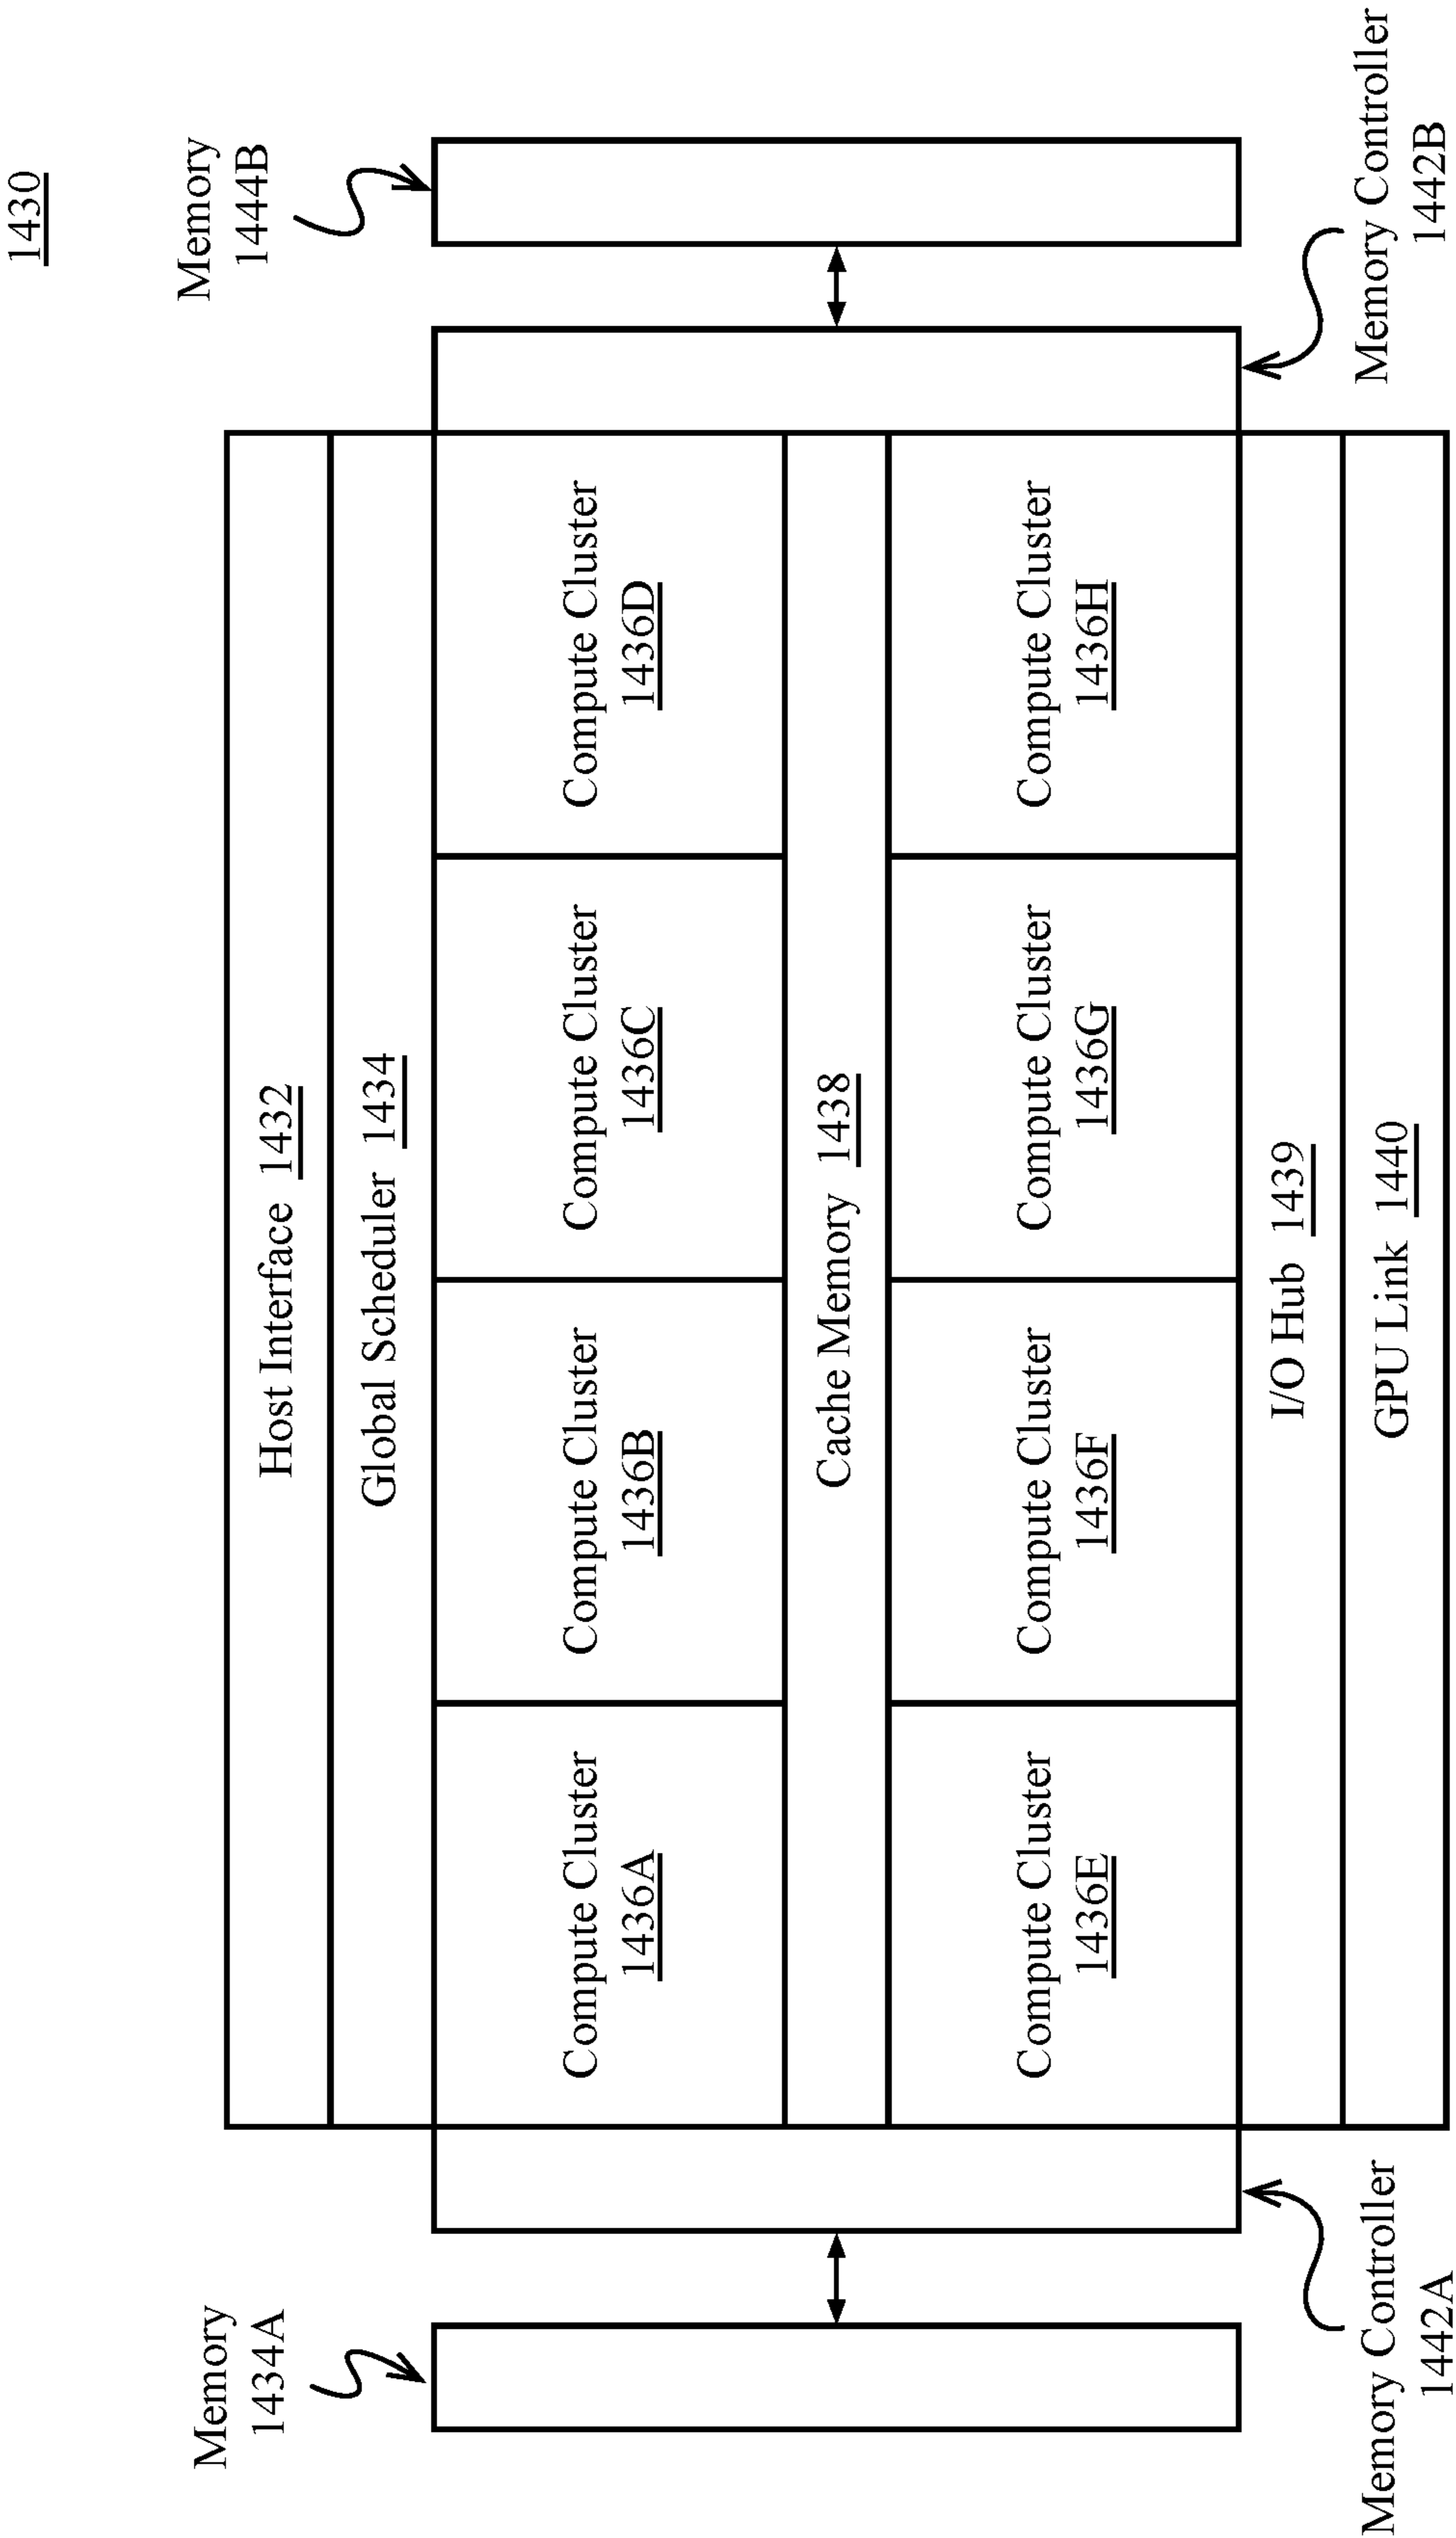 1430
Memory
1434A
Memory
1444B
Host Interface 1432
Global Scheduler 1434
Compute Cluster
1436A
Compute Cluster
1436B
Compute Cluster
1436C
Compute Cluster
1436D
Cache Memory 1438
Compute Cluster
1436E
Compute Cluster
1436F
Compute Cluster
1436G
Compute Cluster
1436H
I/O Hub 1439
GPU Link 1440
Memory Controller
1442A
Memory Controller
1442B